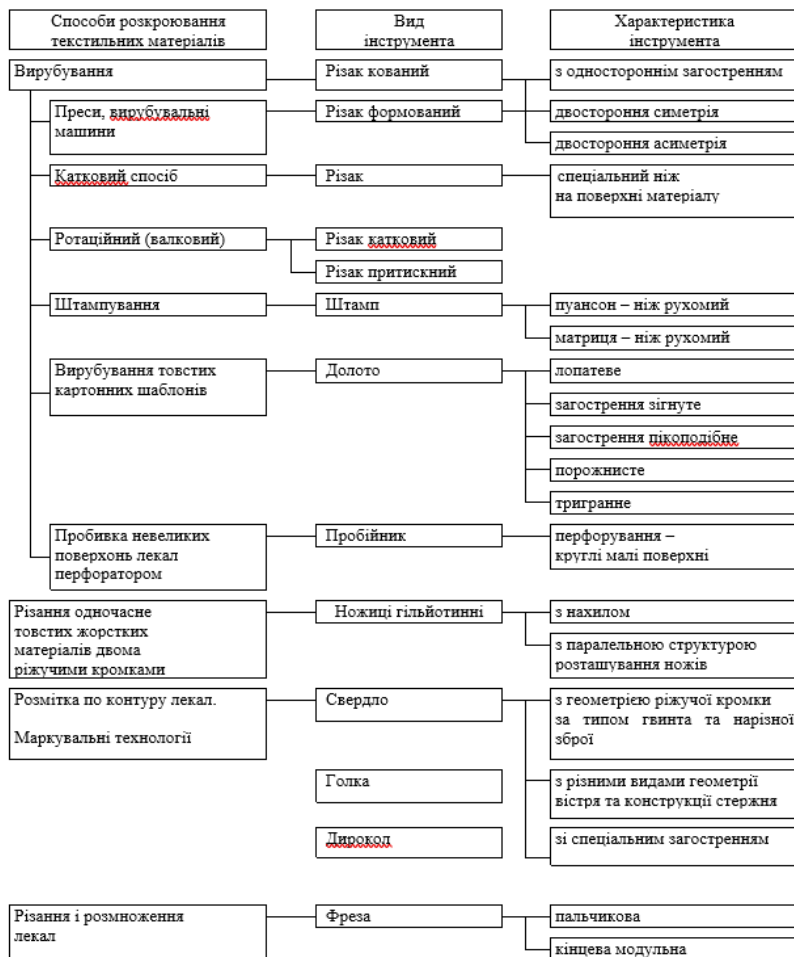 Способи розкроювання
текстильних матеріалів
Вид
інструмента
Характеристика
інструмента
Вирубування
Різак кований
з одностороннім загостренням
Преси, вирубувальні
машини
Різак формований
двостороння симетрія
двостороння асиметрія
Катковий спосіб
Різак
спеціальний ніж
на поверхні матеріалу
Ротаційний (валковий)
Різак катковий
Різак притискний
Штампування
Штамп
пуансон – ніж рухомий
матриця – ніж рухомий
Вирубування товстих
картонних шаблонів
Долото
лопатеве
загострення зігнуте
загострення пікоподібне
порожнисте
тригранне
Пробивка невеликих
поверхонь лекал
перфоратором
Пробійник
перфорування –
круглі малі поверхні
Різання одночасне
товстих жорстких
матеріалів двома
ріжучими кромками
Ножиці гільйотинні
з нахилом
з паралельною структурою
розташування ножів
Розмітка по контуру лекал.
Маркувальні технології
Свердло
з геометрією ріжучої кромки
за типом гвинта та нарізної
зброї
Голка
з різними видами геометрії
вістря та конструкції стержня
Дирокол
зі спеціальним загостренням
Різання і розмноження
лекал
Фреза
пальчикова
кінцева модульна